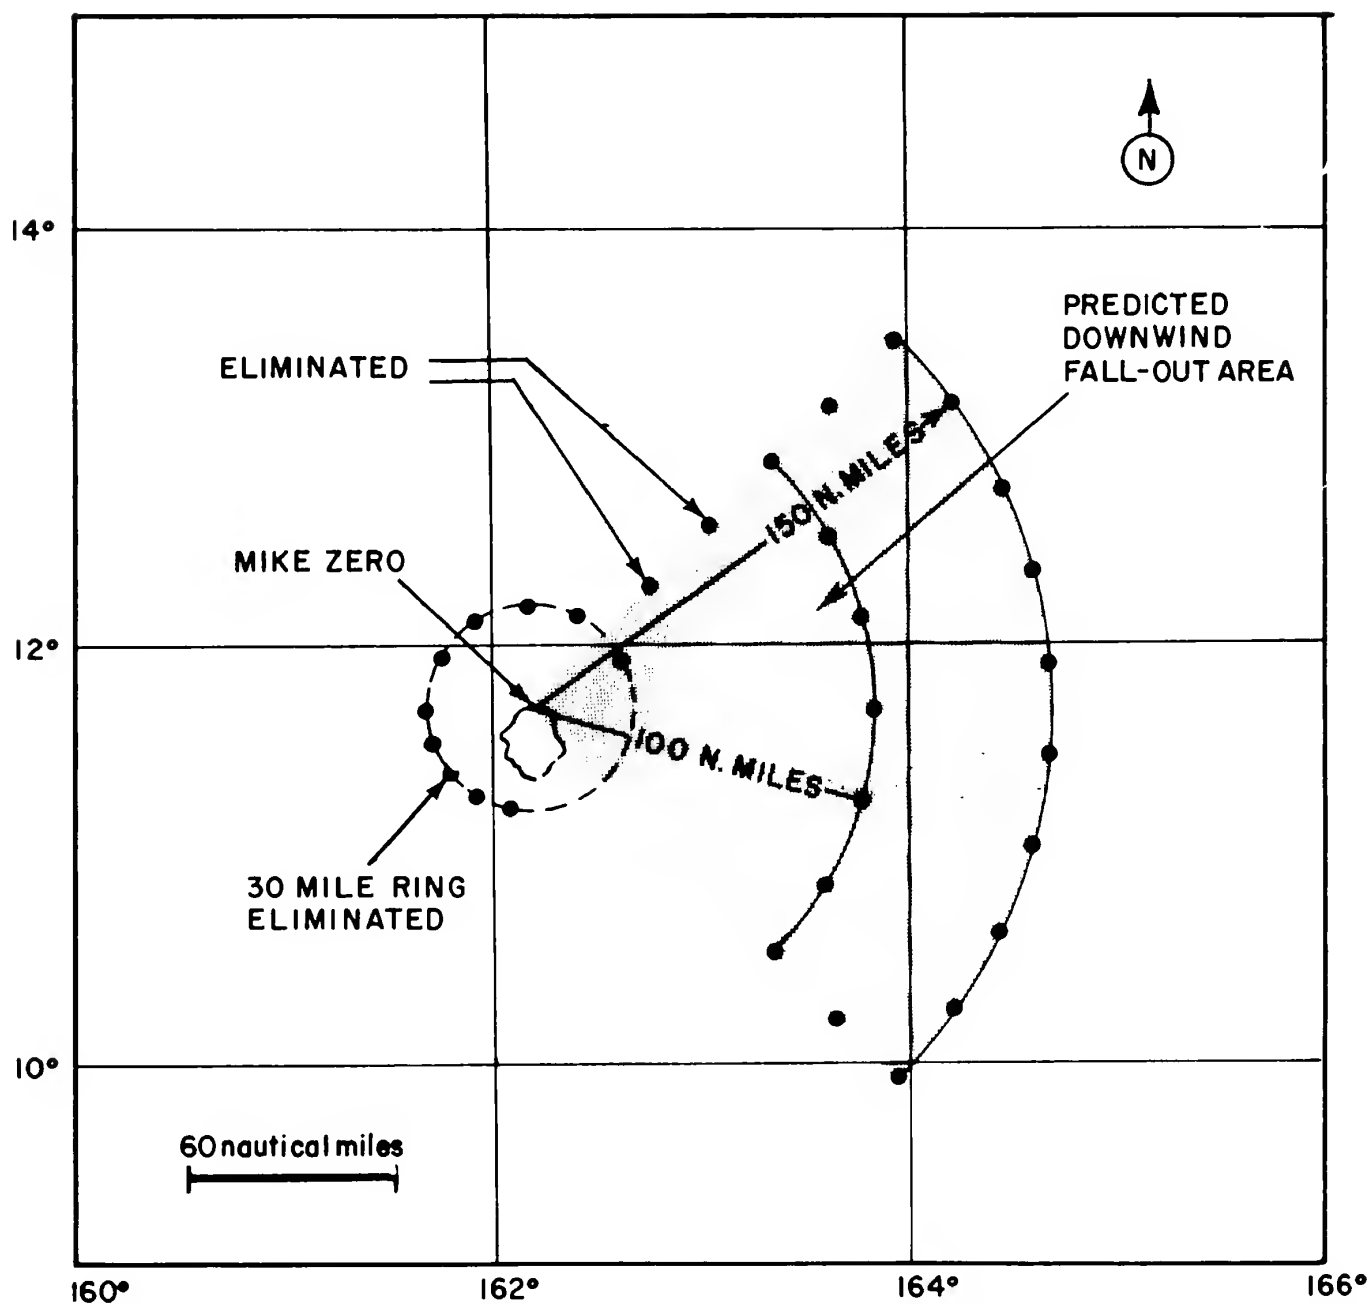 N
14°
PREDICTED
DOWNWIND
FALL-OUT AREA
ELIMINATED
150 N. MILES
MIKE ZERO
12°
100 N. MILES
30 MILE RING
ELIMINATED
10°
60 nautical miles
160°
162°
164°
166°